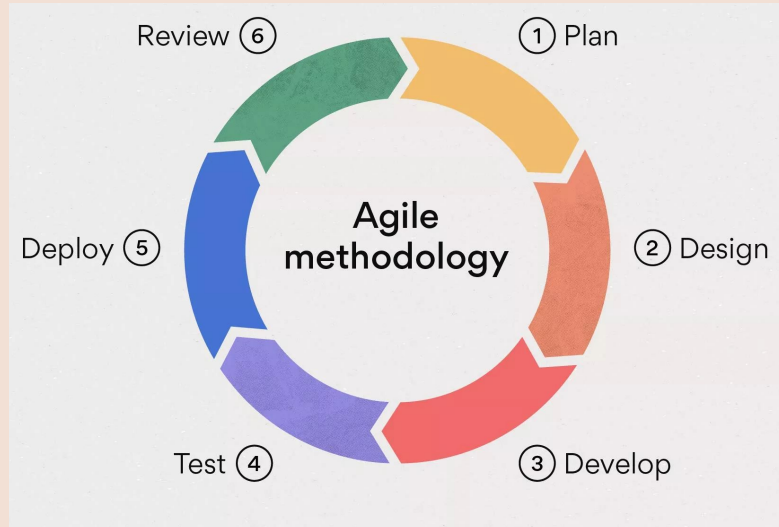 Agile
methodology
1 Plan
2 Design
3 Develop
Test 4
Deploy 5
Review 6